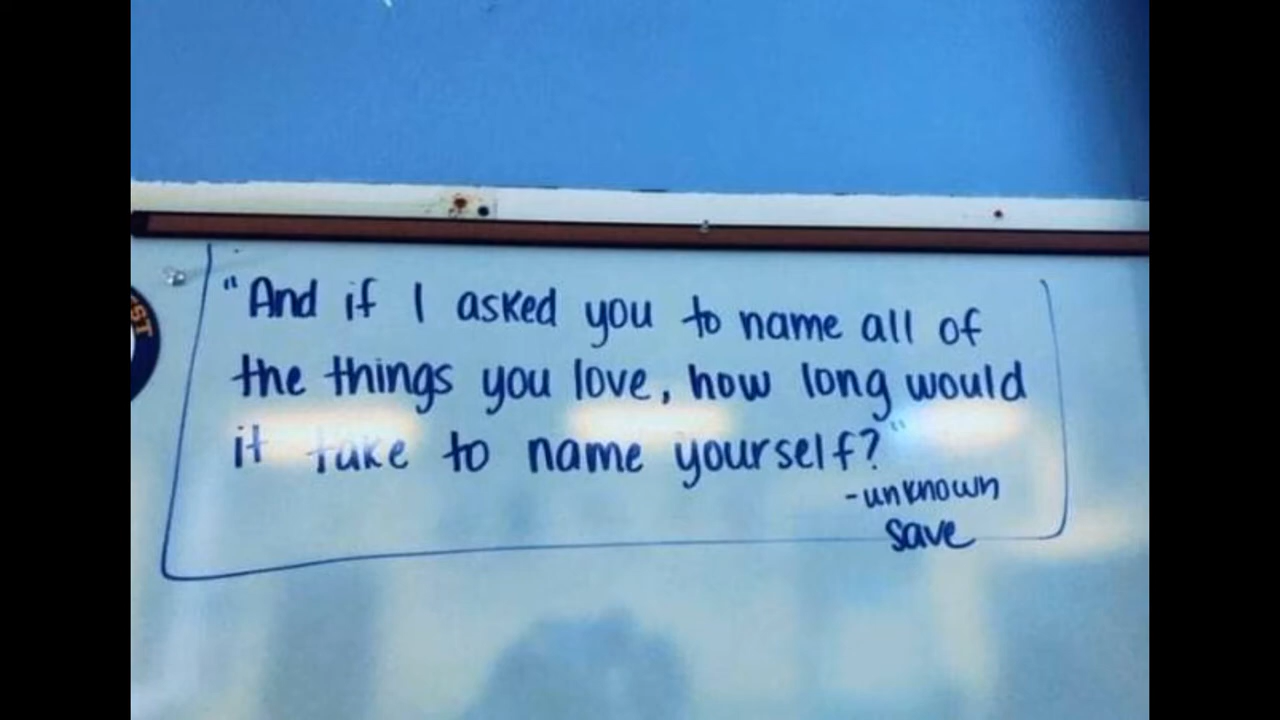 "And if I asked you to name all of
the things you love, how long would
it take to name yourself?"
-unknown
save